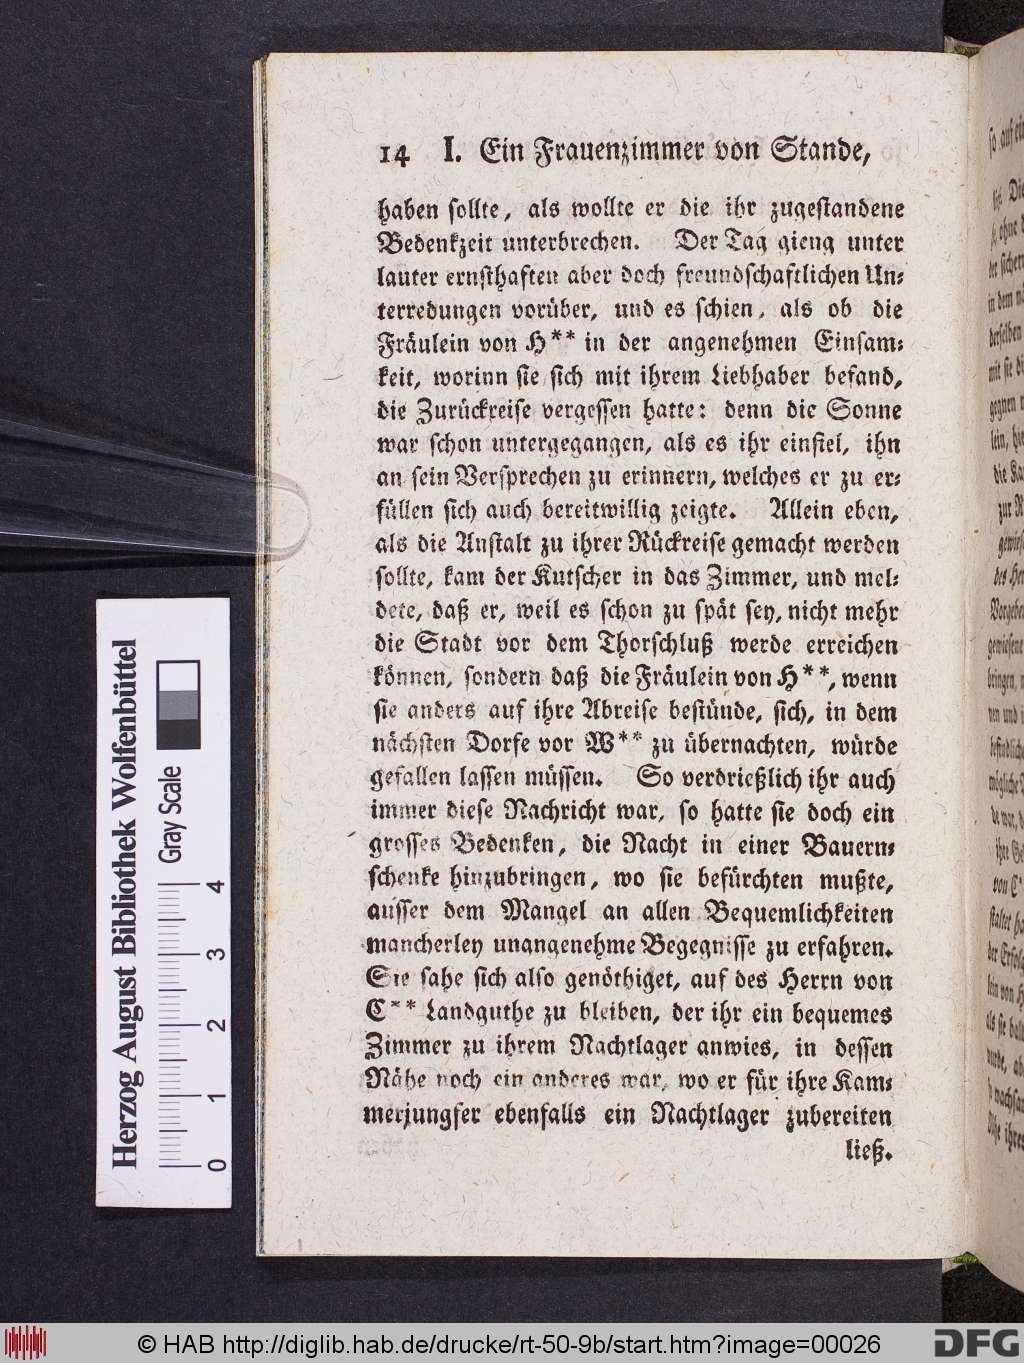 14 I. Ein Frauenzimmer von Stande,
haben sollte, als wollte er die ihr zugestandene
Bedenkzeit unterbrechen. Der Tag gieng unter
lauter ernsthaften aber doch freundschaftlichen Un-
terredungen vorüber, und es schien, als ob die
Fräulein von H** in der angenehmen Einsam-
keit, worinn sie sich mit ihrem Liebhaber befand,
die Zurückreise vergessen hatte: denn die Sonne
war schon untergegangen, als es ihr einfiel, ihn
an sein Versprechen zu erinnern, welches er zu er-
füllen sich auch bereitwillig zeigte. Allein eben,
als die Anstalt zu ihrer Rückreise gemacht werden
sollte, kam der Kutscher in das Zimmer, und mel-
dete, daß er, weil es schon zu spät sey, nicht mehr
die Stadt vor dem Thorschluß werde erreichen
können, sondern daß die Fräulein von H**, wenn
sie anders auf ihre Abreise bestünde, sich, in dem
nächsten Dorfe vor W** zu übernachten, würde
gefallen lassen müssen. So verdrießlich ihr auch
immer diese Nachricht war, so hatte sie doch ein
grosses Bedenken, die Nacht in einer Bauern-
schenke hinzubringen, wo sie befürchten mußte,
ausser dem Mangel an allen Bequemlichkeiten
mancherley unangenehme Begegnisse zu erfahren.
Sie sahe sich also genöthiget, auf des Herrn von
C** Landguthe zu bleiben, der ihr ein bequemes
Zimmer zu ihrem Nachtlager anwies, in dessen
Nähe noch ein anderes war, wo er für ihre Kam-
merjungfer ebenfalls ein Nachtlager zubereiten
ließ.
Herzog August Bibliothek Wolfenbüttel
Gray Scale
0 1 2 3 4
© HAB http://diglib.hab.de/drucke/rt-50-9b/start.htm?image=00026
DFG